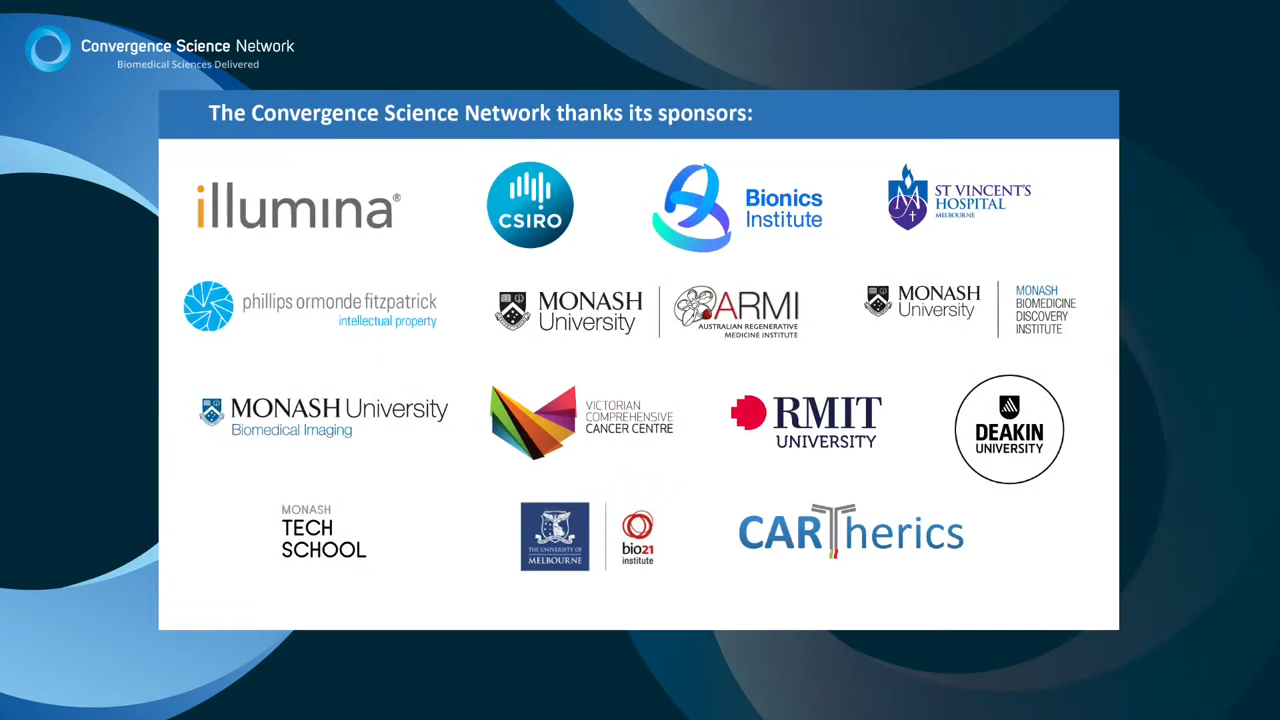 Convergence Science Network
Biomedical Sciences Delivered
The Convergence Science Network thanks its sponsors:
illumina®
CSIRO
Bionics
Institute
ST VINCENT'S
HOSPITAL
MELBOURNE
phillips ormonde fitzpatrick
intellectual property
MONASH
University
ARMI
AUSTRALIAN REGENERATIVE
MEDICINE INSTITUTE
MONASH
University
MONASH
BIOMEDICINE
DISCOVERY
INSTITUTE
MONASH University
Biomedical Imaging
VICTORIAN
COMPREHENSIVE
CANCER CENTRE
RMIT
UNIVERSITY
DEAKIN
UNIVERSITY
MONASH
TECH
SCHOOL
THE UNIVERSITY OF
MELBOURNE
bio21
institute
CARTherics